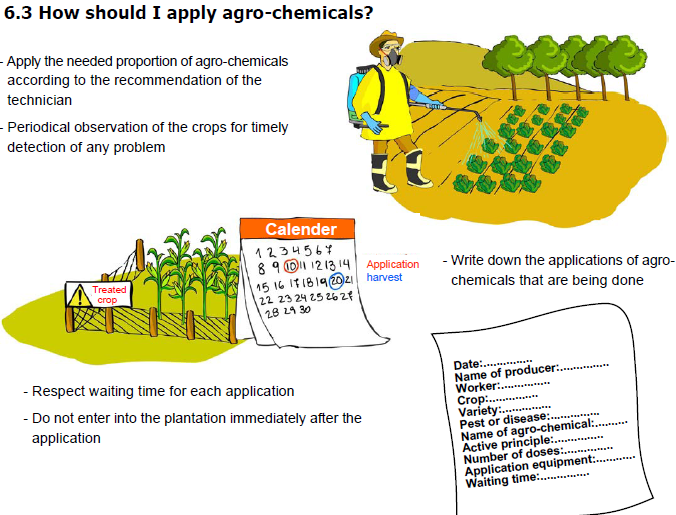 6.3 How should I apply agro-chemicals?
- Apply the needed proportion of agro-chemicals
according to the recommendation of the
technician
- Periodical observation of the crops for timely
detection of any problem
Treated
crop
Calender
1 2 3 4 5 6 7
8 9 10 11 12 13 14
15 16 17 18 19 20 21
22 23 24 25 26 27
28 29 30
Application
harvest
- Respect waiting time for each application
- Do not enter into the plantation immediately after the
application
- Write down the applications of agro-
chemicals that are being done
Date:...............
Name of producer:...............
Worker:...............
Crop:...............
Variety:...............
Pest or disease:...............
Name of agro-chemical:..........
Active principle:...............
Number of doses:...............
Application equipment:............
Waiting time:...............